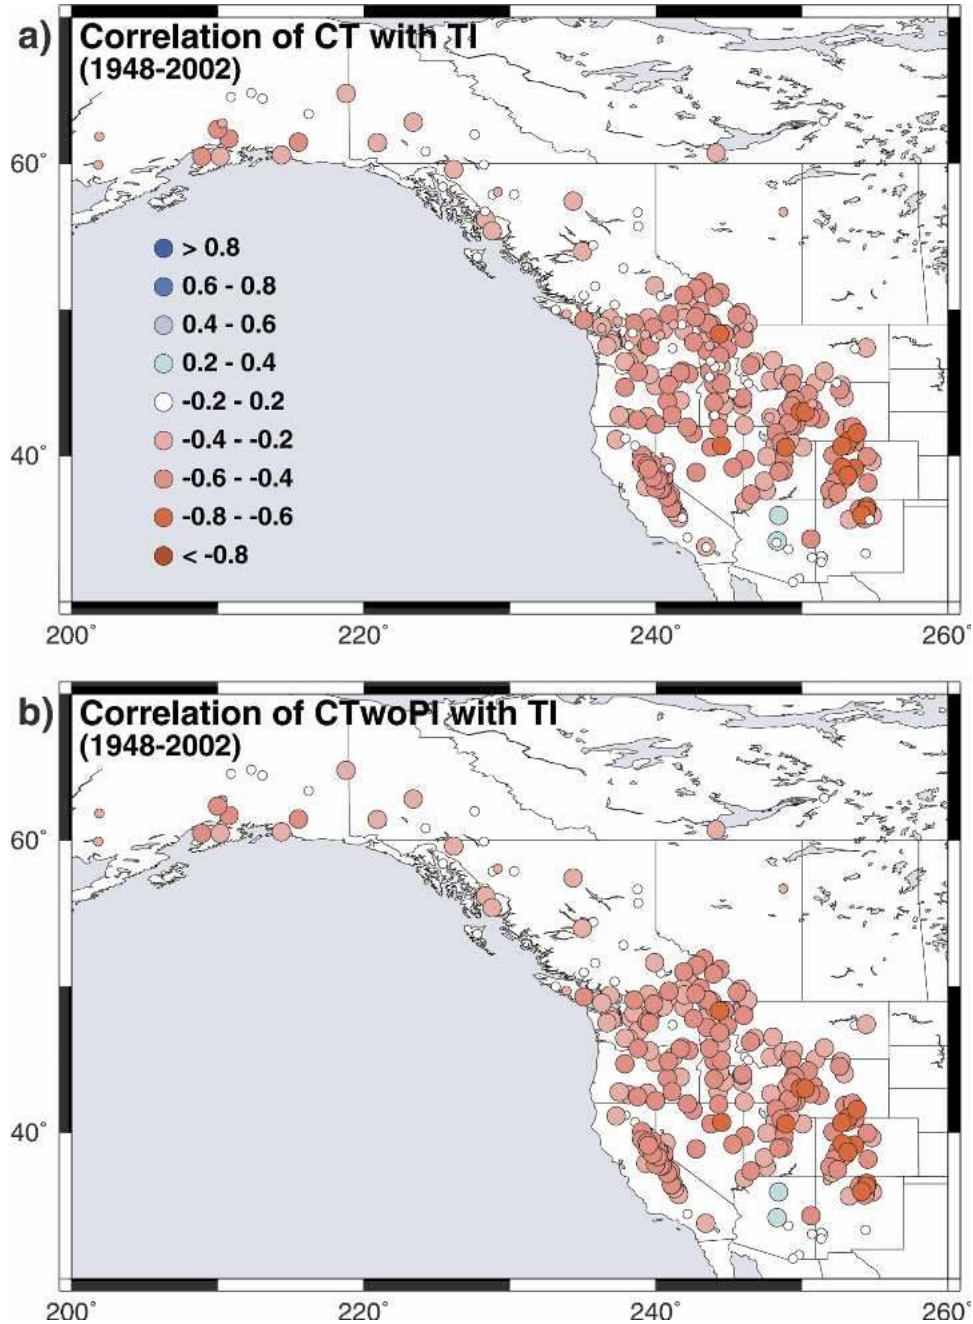 a) Correlation of CT with TI
(1948-2002)
60°
> 0.8
0.6 - 0.8
0.4 - 0.6
0.2 - 0.4
-0.2 - 0.2
-0.4 - -0.2
-0.6 - -0.4
-0.8 - -0.6
< -0.8
40°
200° 220° 240° 260°
b) Correlation of CTwoPI with TI
(1948-2002)
60°
40°
200° 220° 240° 260°